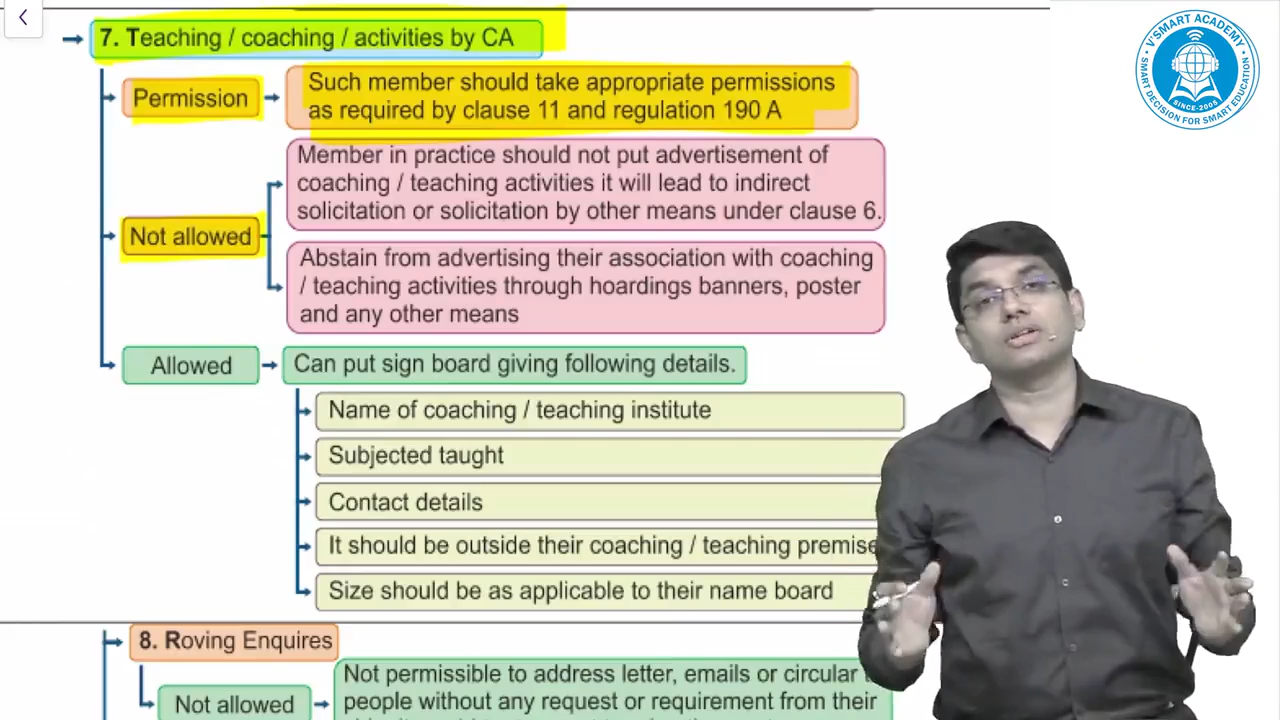 7. Teaching / coaching / activities by CA
Permission
Such member should take appropriate permissions
as required by clause 11 and regulation 190 A
Not allowed
Member in practice should not put advertisement of
coaching / teaching activities it will lead to indirect
solicitation or solicitation by other means under clause 6.
Abstain from advertising their association with coaching
/ teaching activities through hoardings banners, poster
and any other means
Allowed
Can put sign board giving following details.
Name of coaching / teaching institute
Subjected taught
Contact details
It should be outside their coaching / teaching premise
Size should be as applicable to their name board
8. Roving Enquires
Not allowed
Not permissible to address letter, emails or circular
people without any request or requirement from their
V'SMART ACADEMY
SINCE-2005
SMART DECISION FOR SMART EDUCATION